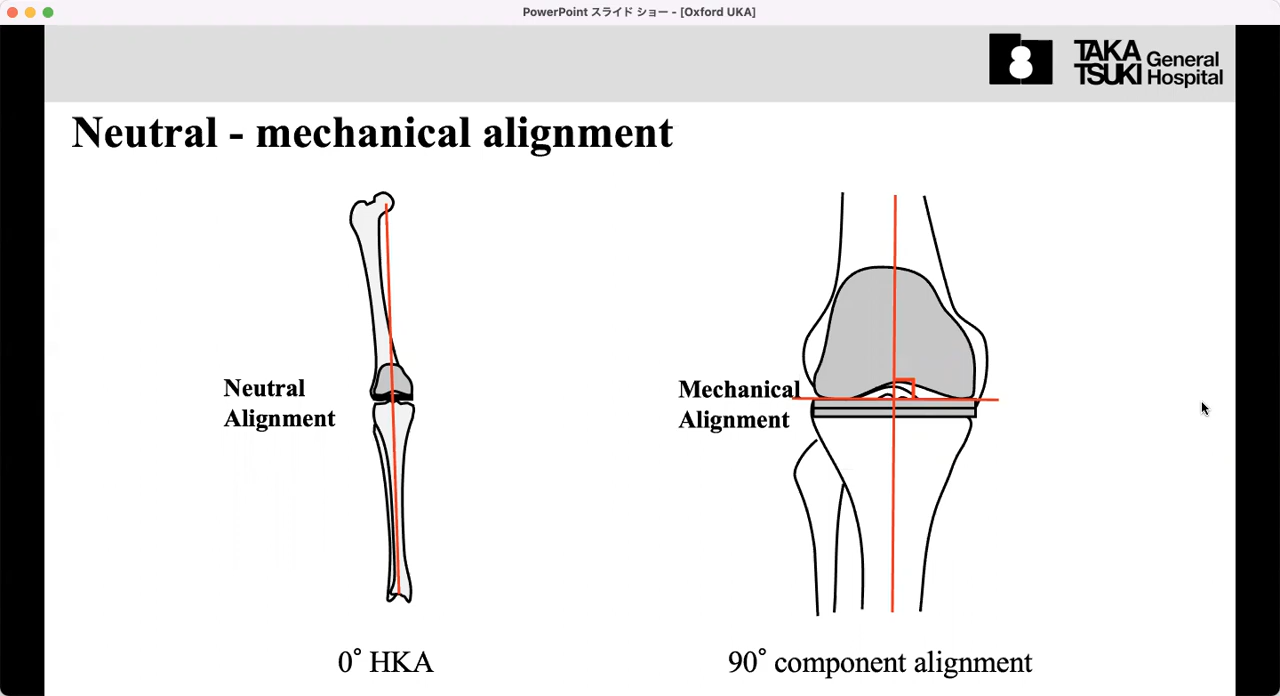 PowerPoint スライド ショー - [Oxford UKA]
TAKA
TSUKI
General
Hospital
Neutral - mechanical alignment
Neutral
Alignment
Mechanical
Alignment
0° HKA
90° component alignment